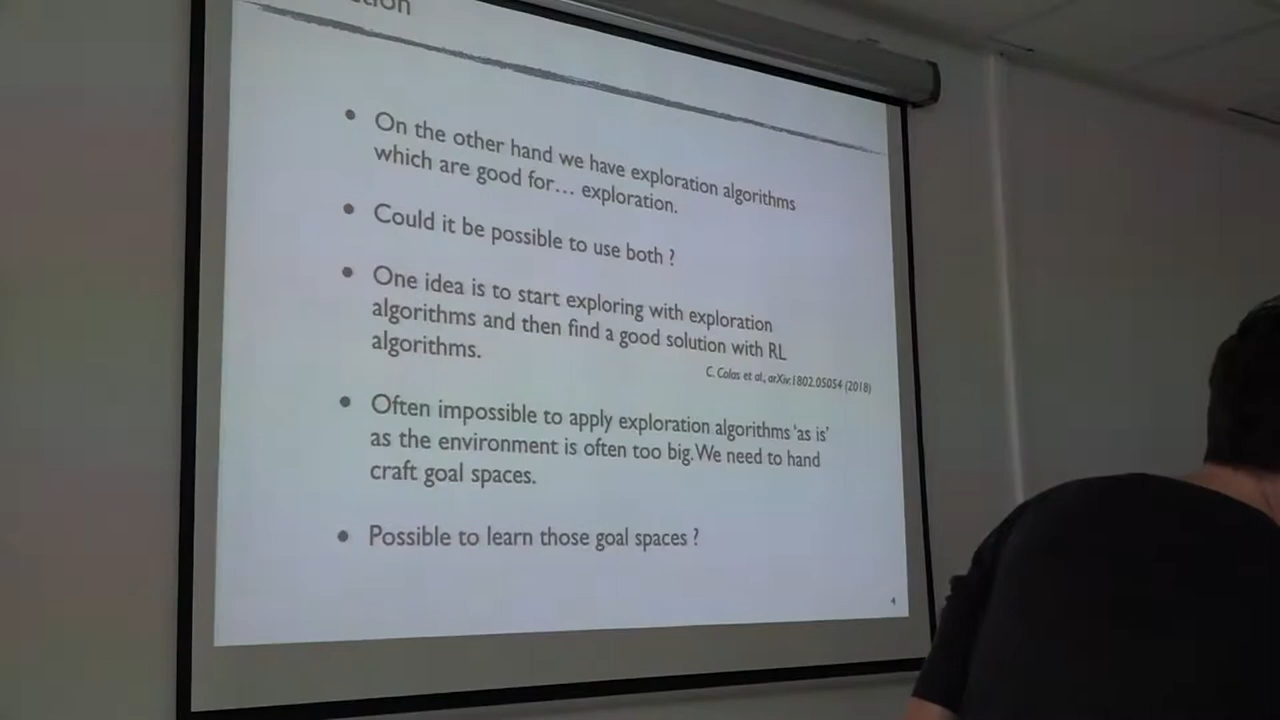 On the other hand we have exploration algorithms
which are good for... exploration.
Could it be possible to use both ?
One idea is to start exploring with exploration
algorithms and then find a good solution with RL
algorithms.
C. Colas et al., arXiv:1802.05054 (2018)
Often impossible to apply exploration algorithms 'as is'
as the environment is often too big. We need to hand
craft goal spaces.
Possible to learn those goal spaces ?
4